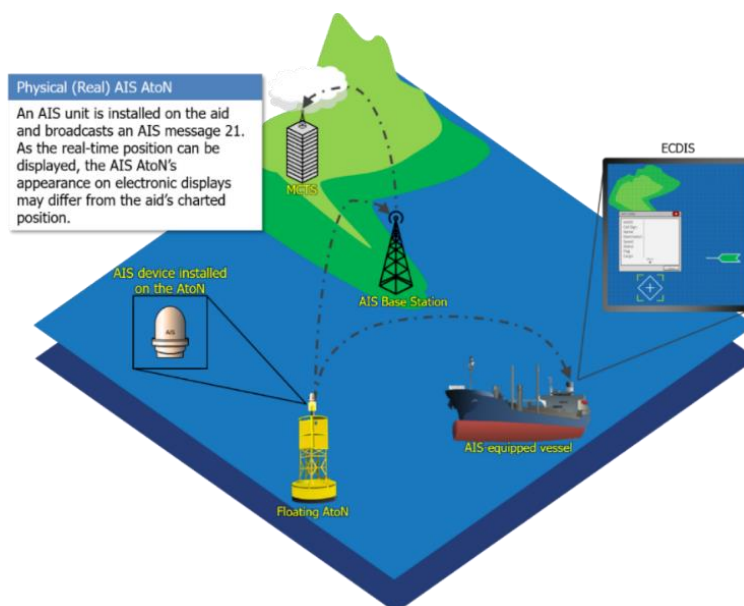 Physical (Real) AIS AtoN
An AIS unit is installed on the aid
and broadcasts an AIS message 21.
As the real-time position can be
displayed, the AIS AtoN's
appearance on electronic displays
may differ from the aid's charted
position.
MCTS
ECDIS
AIS device installed
on the AtoN
AIS
AIS Base Station
AIS equipped vessel
Floating AtoN